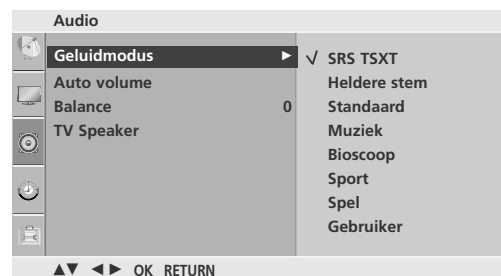 Audio
Geluidmodus ►
Auto volume
Balance 0
TV Speaker
√ SRS TSXT
Heldere stem
Standaard
Muziek
Bioscoop
Sport
Spel
Gebruiker
▲▼ ◄► OK RETURN